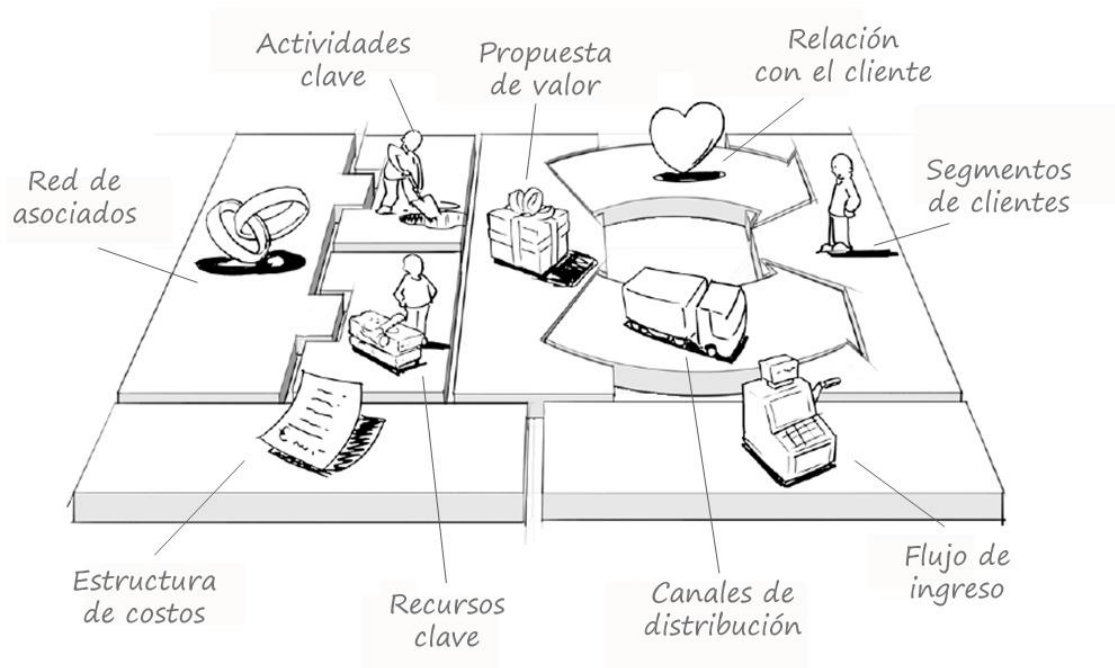 Actividades
clave
Propuesta
de valor
Relación
con el cliente
Red de
asociados
Segmentos
de clientes
Estructura
de costos
Recursos
clave
Canales de
distribución
Flujo de
ingreso